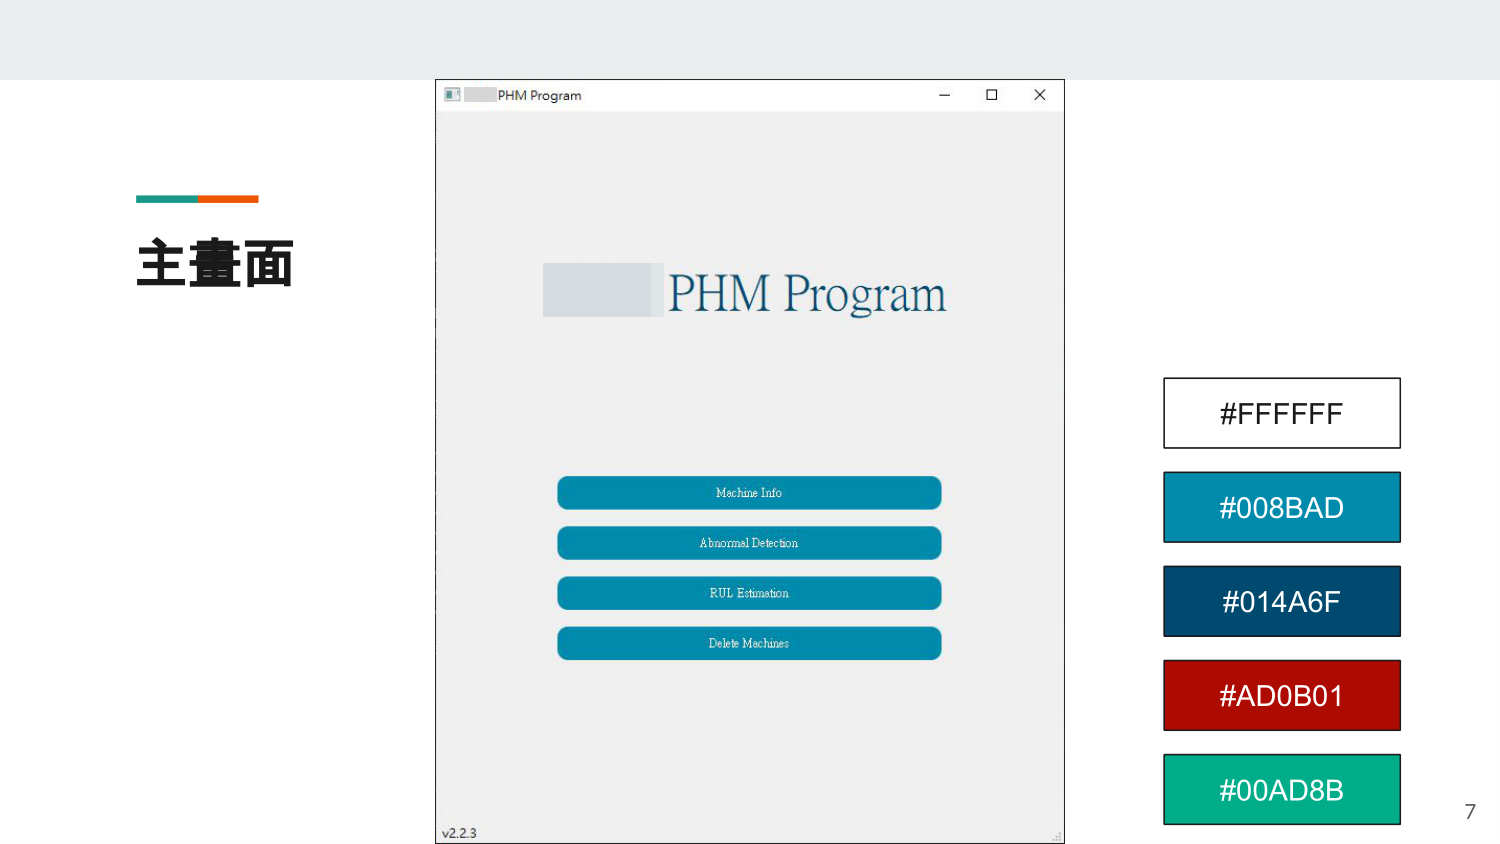 PHM Program
主畫面
PHM Program
Machine Info
Abnormal Detection
RUL Estimation
Delete Machines
v2.2.3
#FFFFFF
#008BAD
#014A6F
#AD0B01
#00AD8B
7